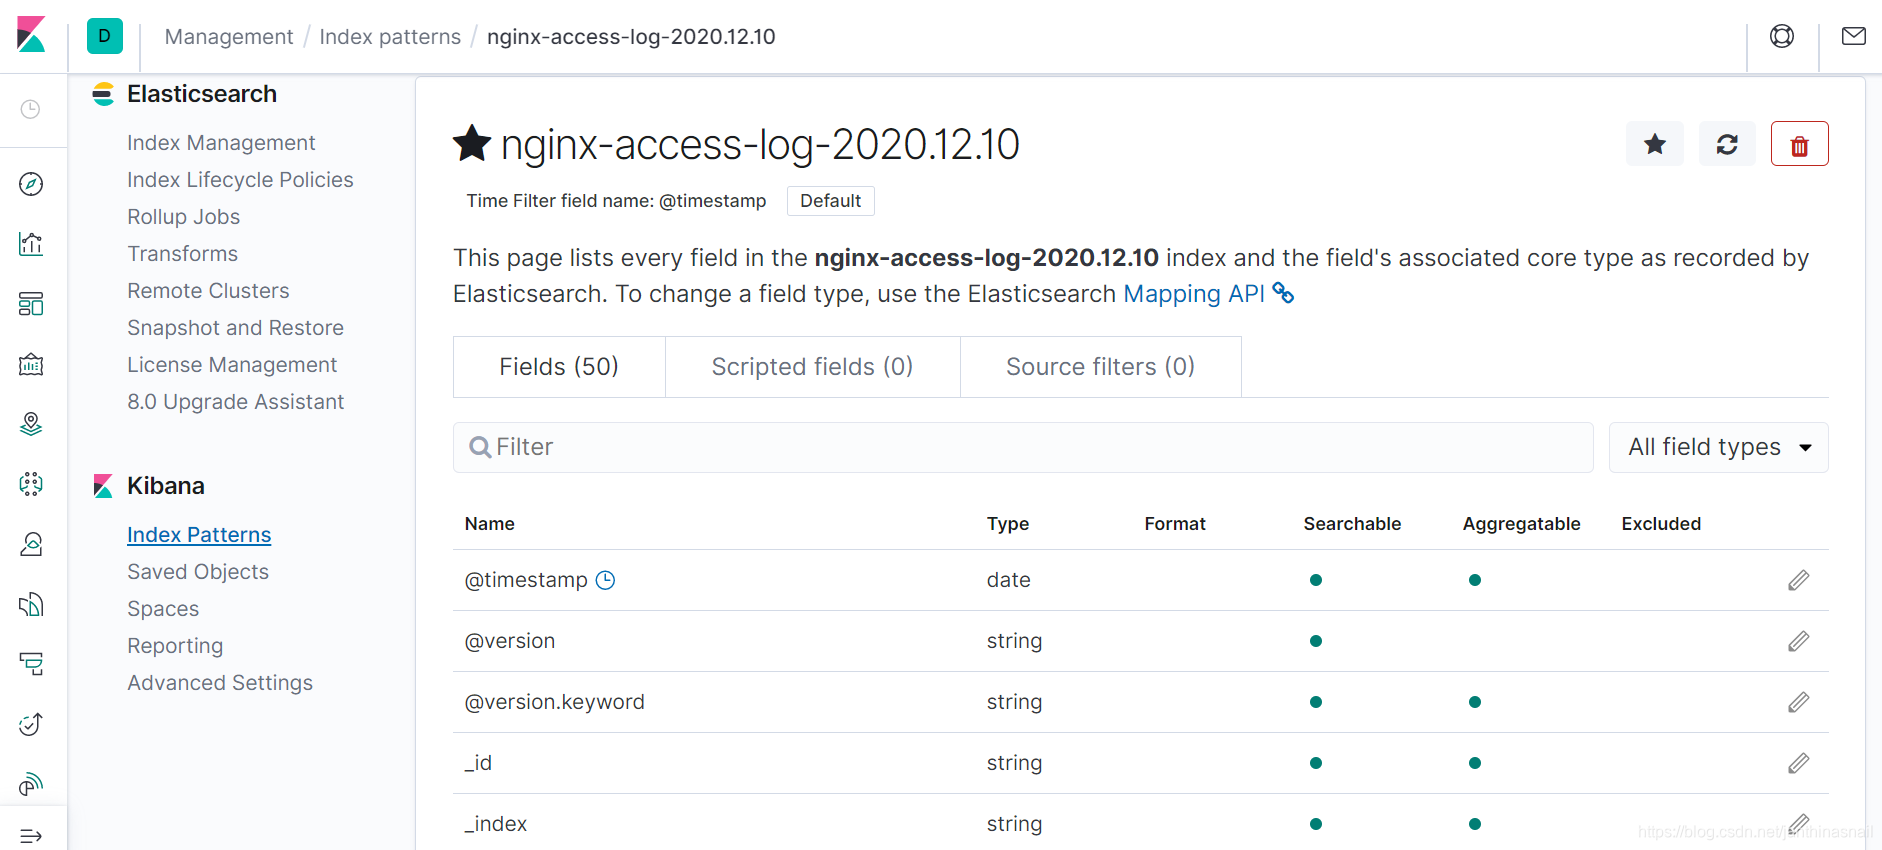 D Management / Index patterns / nginx-access-log-2020.12.10
Elasticsearch
Index Management
Index Lifecycle Policies
Rollup Jobs
Transforms
Remote Clusters
Snapshot and Restore
License Management
8.0 Upgrade Assistant
Kibana
Index Patterns
Saved Objects
Spaces
Reporting
Advanced Settings
nginx-access-log-2020.12.10
Time Filter field name: @timestamp Default
This page lists every field in the nginx-access-log-2020.12.10 index and the field's associated core type as recorded by
Elasticsearch. To change a field type, use the Elasticsearch Mapping API
Fields (50) Scripted fields (0) Source filters (0)
Filter All field types
Name Type Format Searchable Aggregatable Excluded
@timestamp date
@version string
@version.keyword string
_id string
_index string